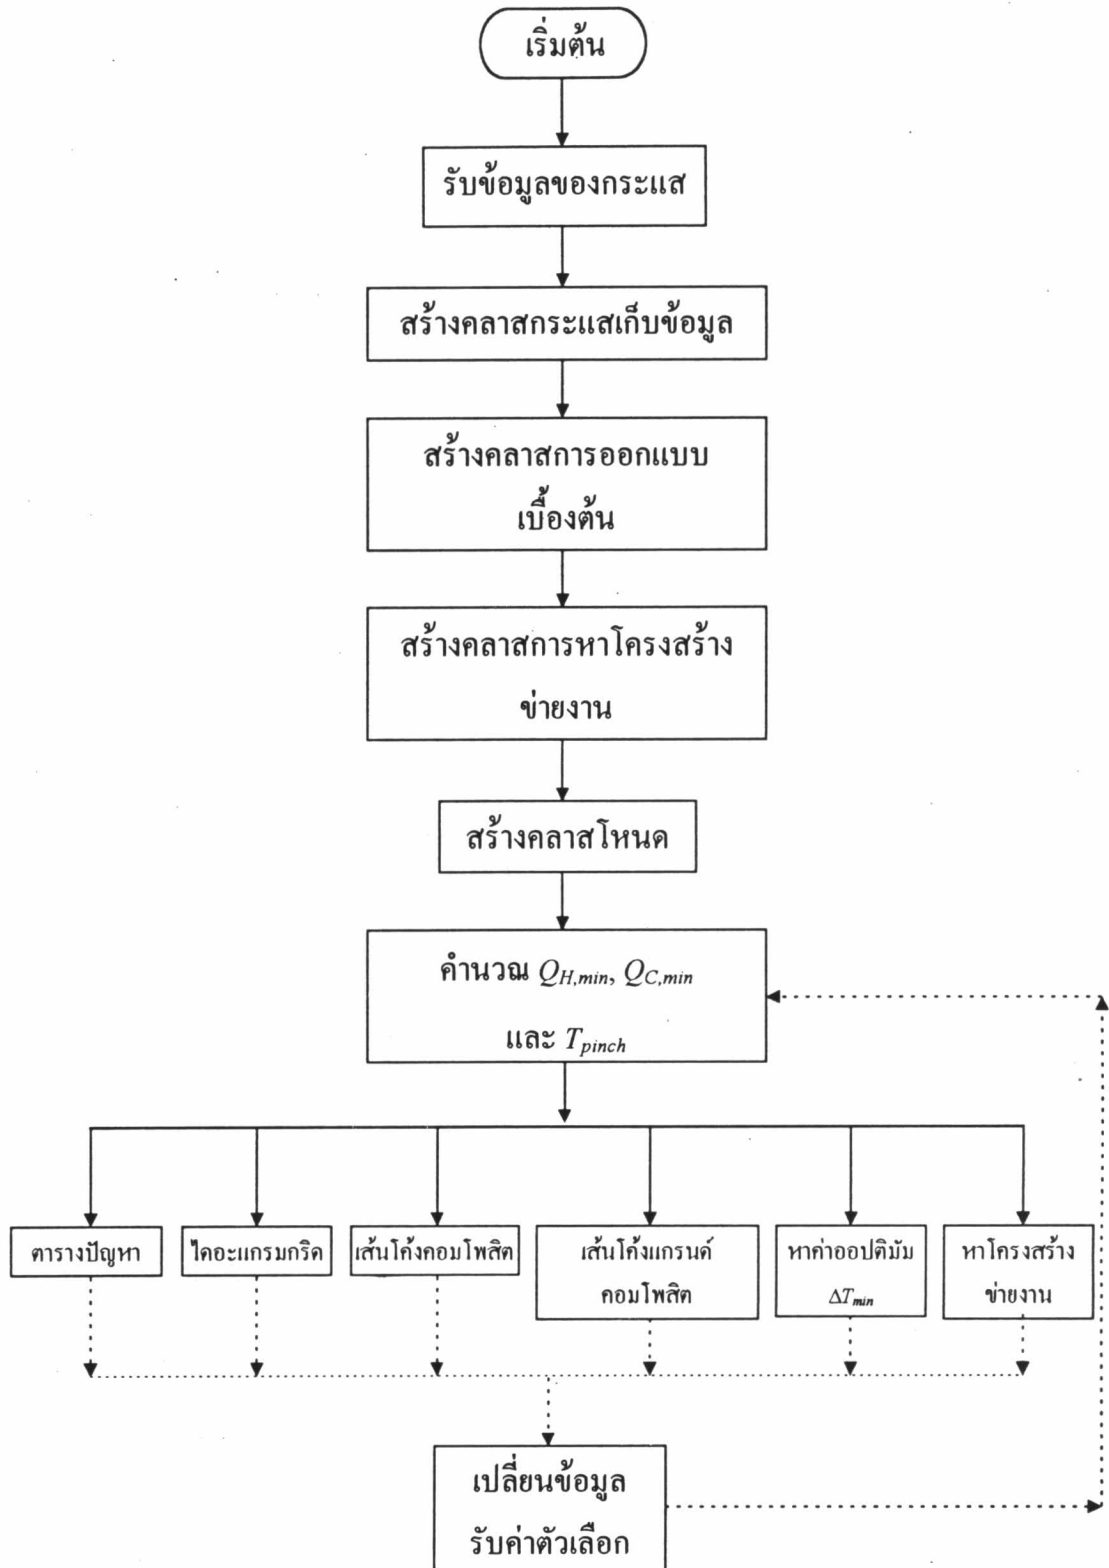 เริ่มต้น
รับข้อมูลของกระแส
สร้างคลาสกระแสเก็บข้อมูล
สร้างคลาสการออกแบบ
เบื้องต้น
สร้างคลาสการหาโครงสร้าง
ข่ายงาน
สร้างคลาสโหนด
คำนวณ Q_{H,min}, Q_{C,min}
และ T_{pinch}
ตารางปัญหา
ไดอะแกรมกริด
เส้นโค้งคอมโพสิต
เส้นโค้งแกรนด์
คอมโพสิต
หาค่าออปติมัม
ΔT_{min}
หาโครงสร้าง
ข่ายงาน
เปลี่ยนข้อมูล
รับค่าตัวเลือก